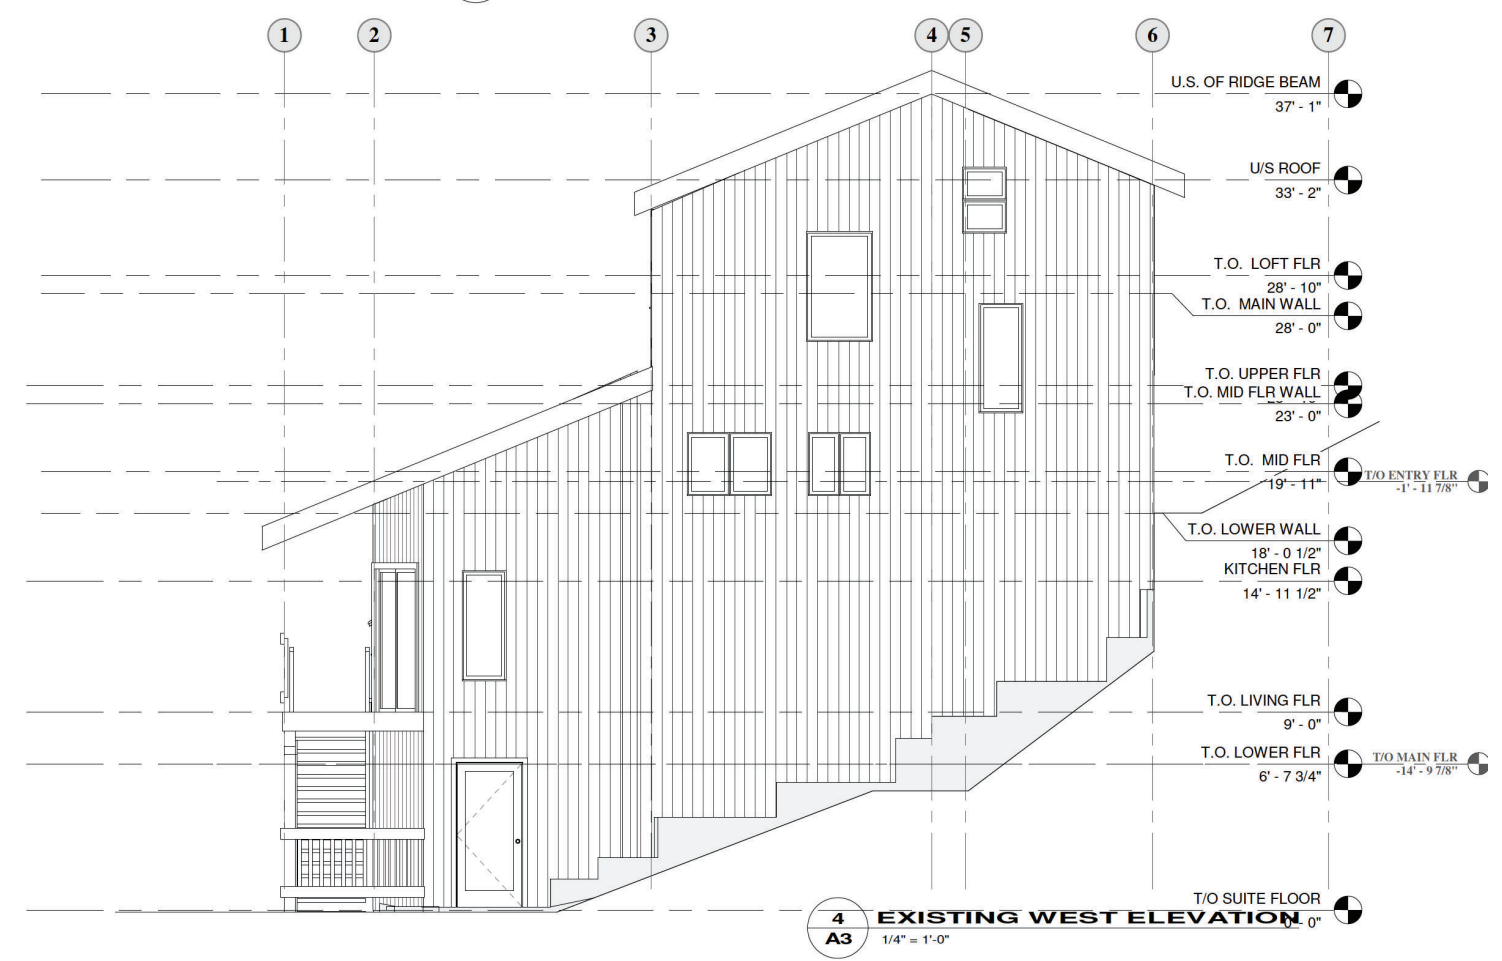 1 2 3 4 5 6 7
U.S. OF RIDGE BEAM
37' - 1"
U/S ROOF
33' - 2"
T.O. LOFT FLR
28' - 10"
T.O. MAIN WALL
28' - 0"
T.O. UPPER FLR
T.O. MID FLR WALL
23' - 0"
T.O. MID FLR
19' - 11"
T/O ENTRY FLR
-1' - 11 7/8"
T.O. LOWER WALL
18' - 0 1/2"
KITCHEN FLR
14' - 11 1/2"
T.O. LIVING FLR
9' - 0"
T.O. LOWER FLR
6' - 7 3/4"
T/O MAIN FLR
-14' - 9 7/8"
T/O SUITE FLOOR
0' - 0"
4 EXISTING WEST ELEVATION
A3 1/4" = 1'-0"